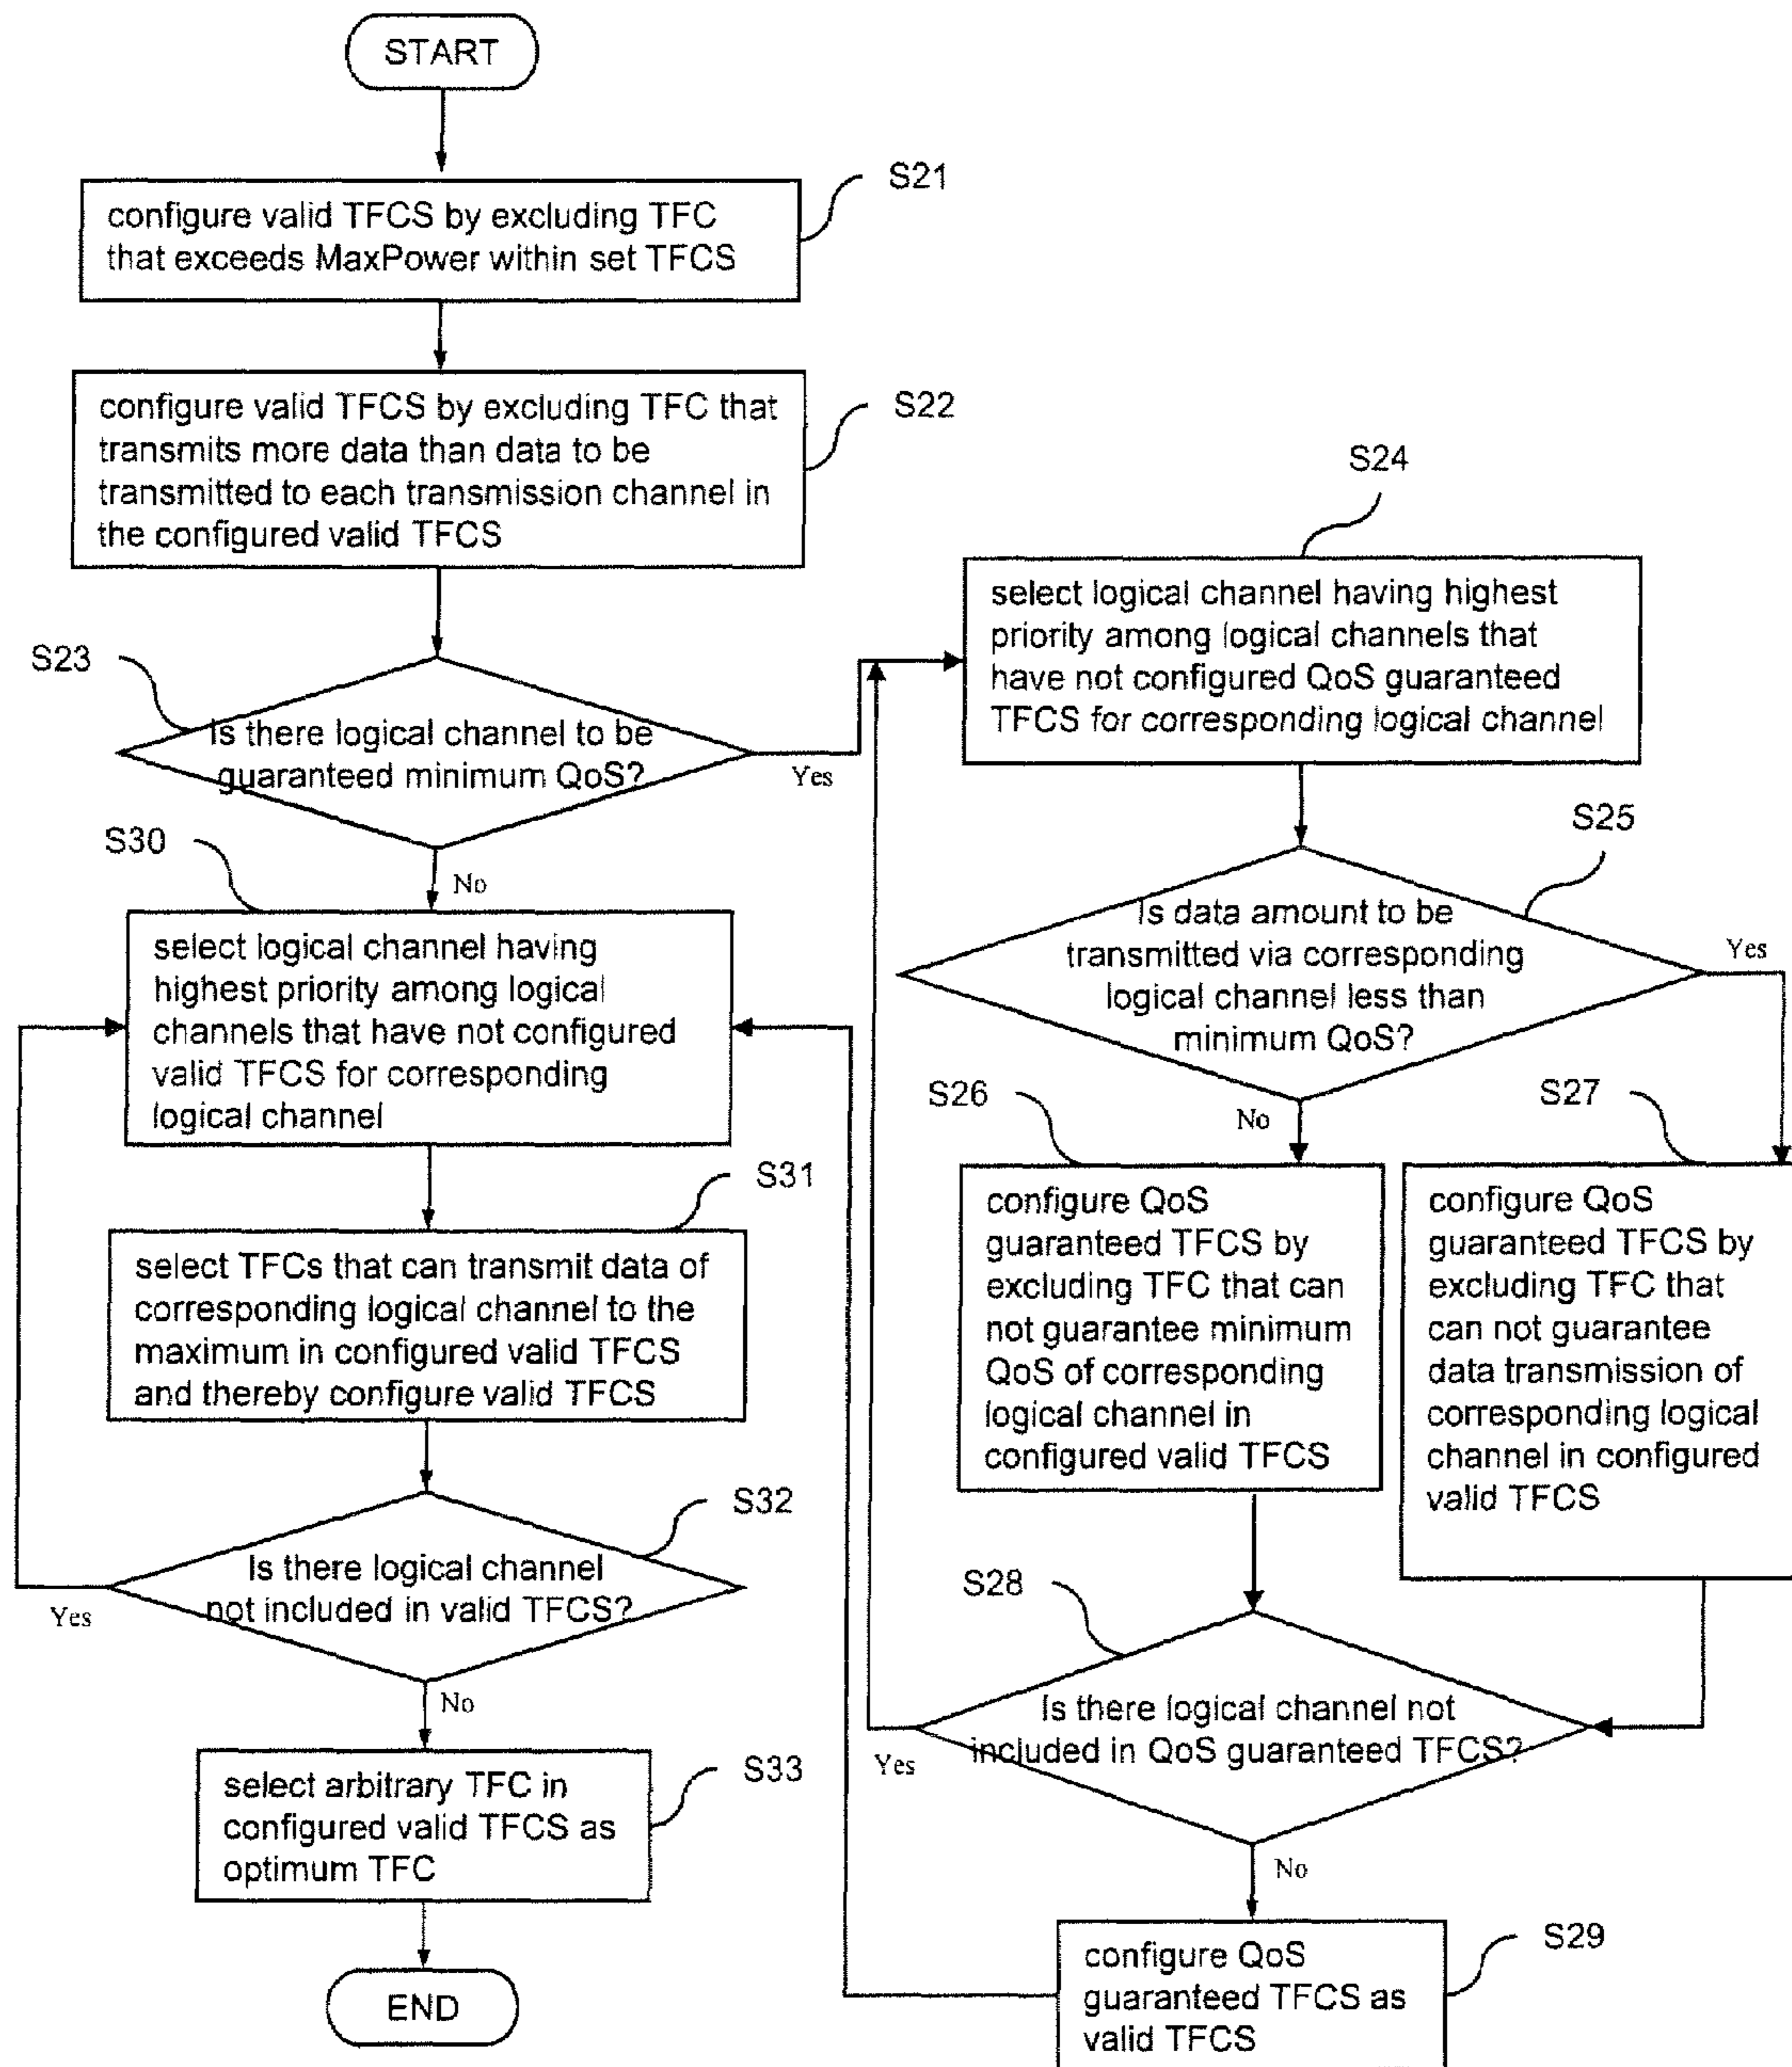 START
S21
configure valid TFCS by excluding TFC
that exceeds MaxPower within set TFCS
S22
configure valid TFCS by excluding TFC that
transmits more data than data to be
transmitted to each transmission channel in
the configured valid TFCS
S23
Is there logical channel to be
guaranteed minimum QoS?
Yes
No
S24
select logical channel having highest
priority among logical channels that
have not configured QoS guaranteed
TFCS for corresponding logical channel
S25
Is data amount to be
transmitted via corresponding
logical channel less than
minimum QoS?
Yes
No
S26
configure QoS
guaranteed TFCS by
excluding TFC that can
not guarantee minimum
QoS of corresponding
logical channel in
configured valid TFCS
S27
configure QoS
guaranteed TFCS by
excluding TFC that
can not guarantee
data transmission of
corresponding logical
channel in configured
valid TFCS
S28
Is there logical channel not
included in QoS guaranteed TFCS?
Yes
No
S29
configure QoS
guaranteed TFCS as
valid TFCS
S30
select logical channel having
highest priority among logical
channels that have not configured
valid TFCS for corresponding
logical channel
S31
select TFCs that can transmit data of
corresponding logical channel to the
maximum in configured valid TFCS
and thereby configure valid TFCS
S32
Is there logical channel
not included in valid TFCS?
Yes
No
S33
select arbitrary TFC in
configured valid TFCS as
optimum TFC
END